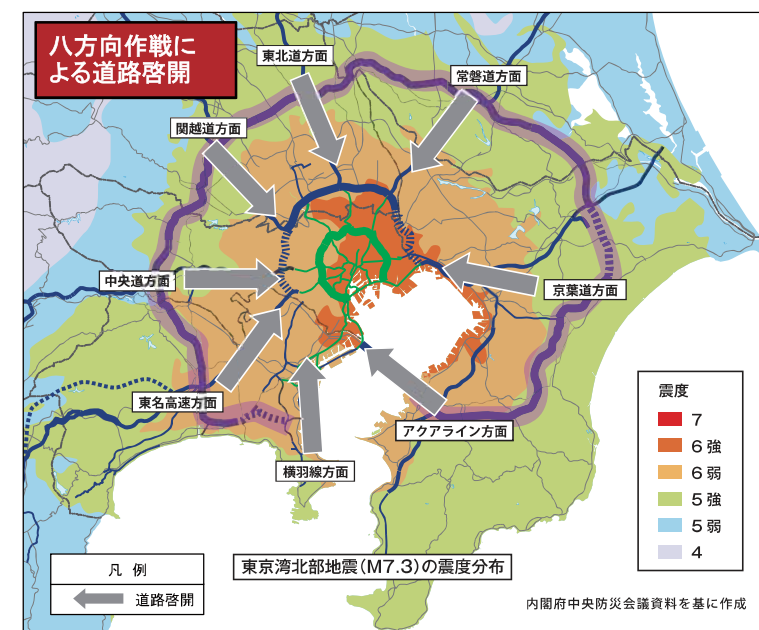 八方向作戦に
よる道路啓開
東北道方面
常磐道方面
関越道方面
中央道方面
京葉道方面
東名高速方面
アクアライン方面
横羽線方面
震度
7
6強
6弱
5強
5弱
4
凡 例
道路啓開
東京湾北部地震(M7.3)の震度分布
内閣府中央防災会議資料を基に作成